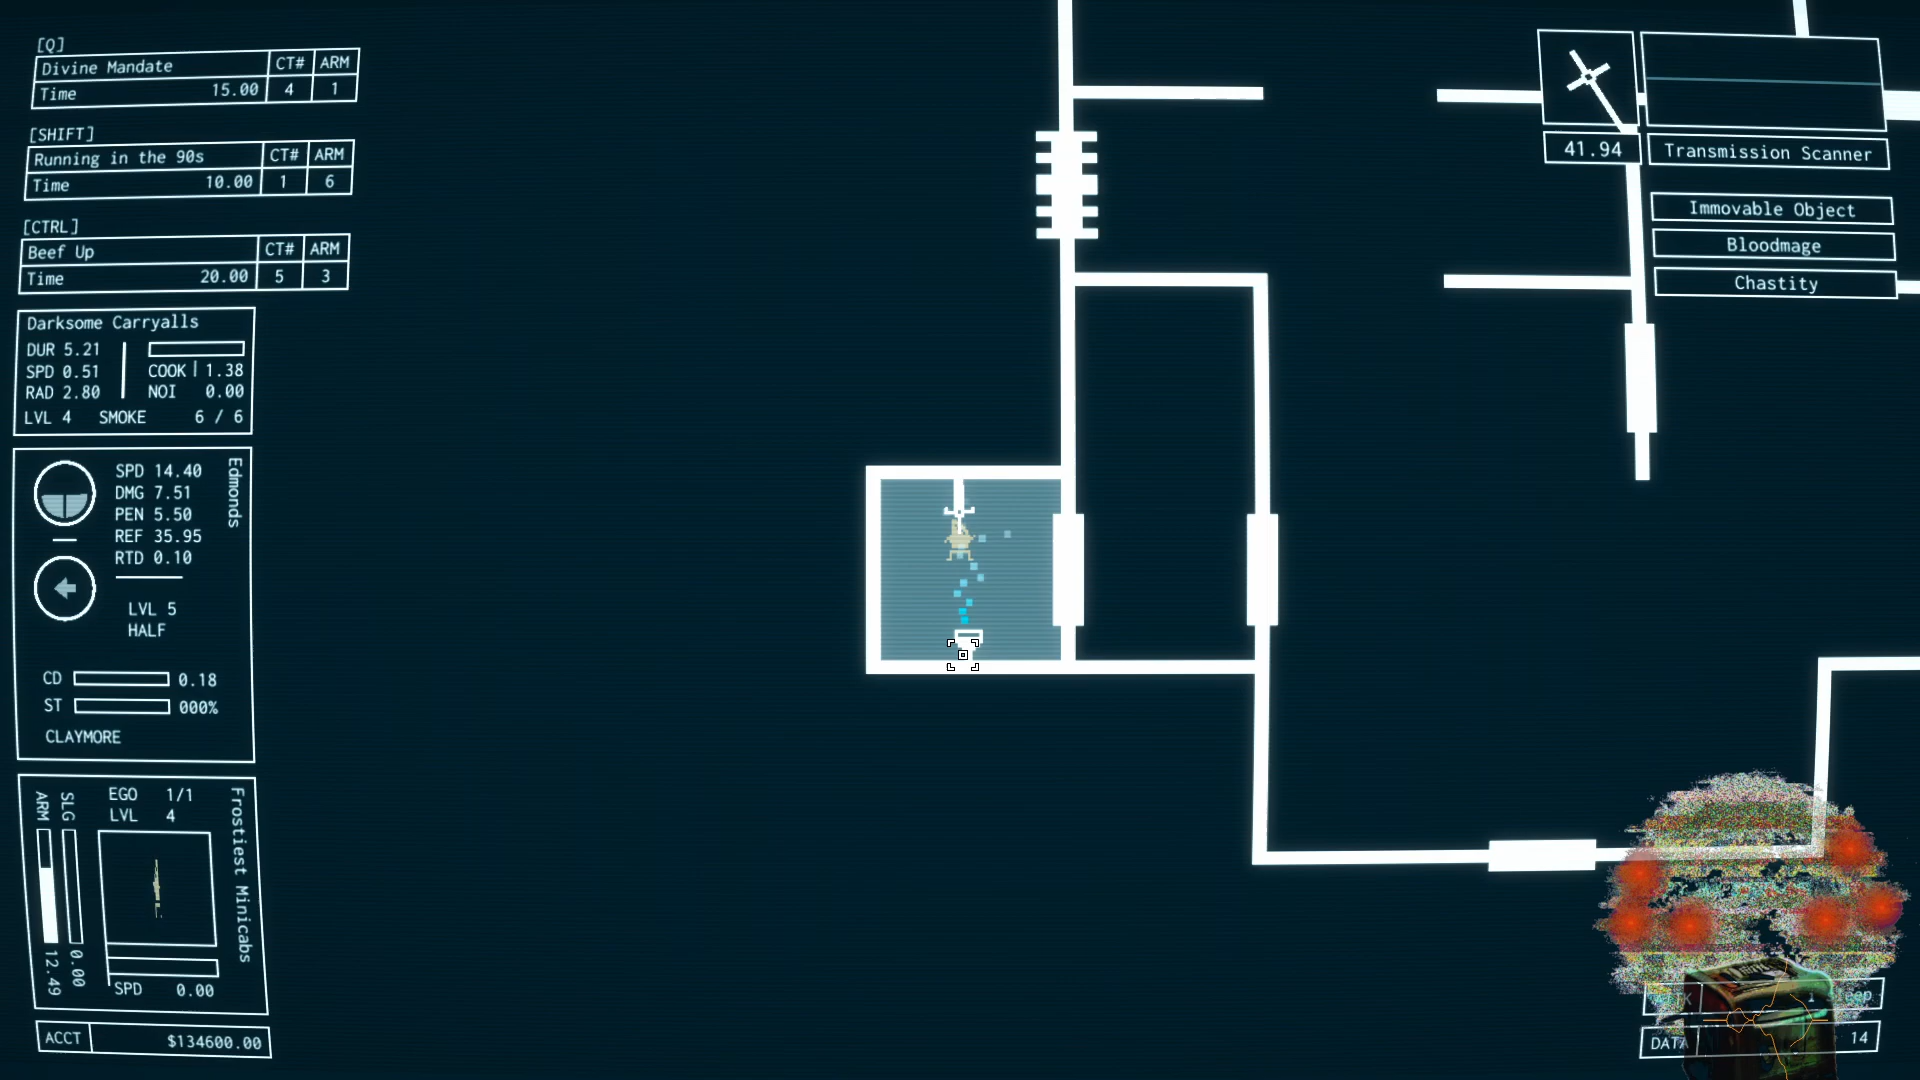 [Q]
Divine Mandate CT# ARM
Time 15.00 4 1
[SHIFT]
Running in the 90s CT# ARM
Time 10.00 1 6
[CTRL]
Beef Up CT# ARM
Time 20.00 5 3
Darksome Carryalls
DUR 5.21
SPD 0.51 COOK 1.38
RAD 2.80 NOI 0.00
LVL 4 SMOKE 6 / 6
Edmonds
SPD 14.40
DMG 7.51
PEN 5.50
REF 35.95
RTD 0.10
LVL 5
HALF
CD 0.18
ST 000%
CLAYMORE
Frostiest Minicabs
ARM 12.49
SLG 0.00
EGO 1/1
LVL 4
SPD 0.00
ACCT $134600.00
41.94
Transmission Scanner
Immovable Object
Bloodmage
Chastity
DATA 14